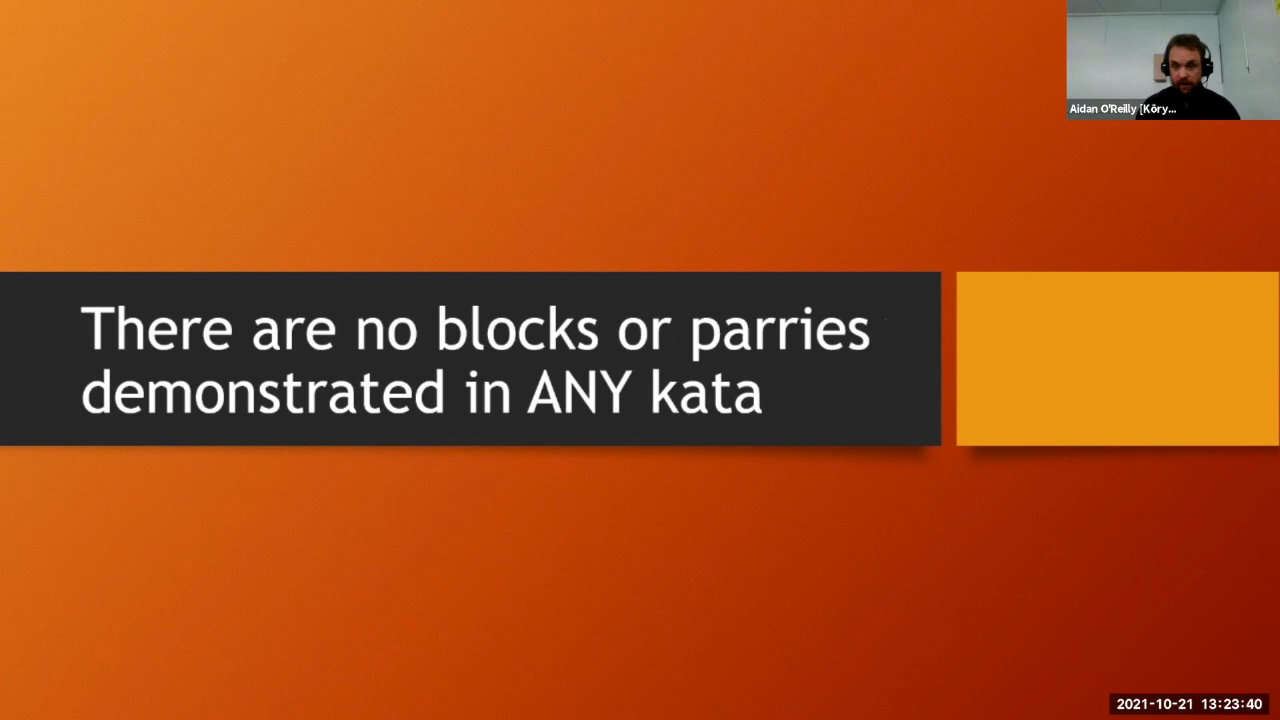 Aidan O'Reilly [Kōry...
There are no blocks or parries
demonstrated in ANY kata
2021-10-21 13:23:40